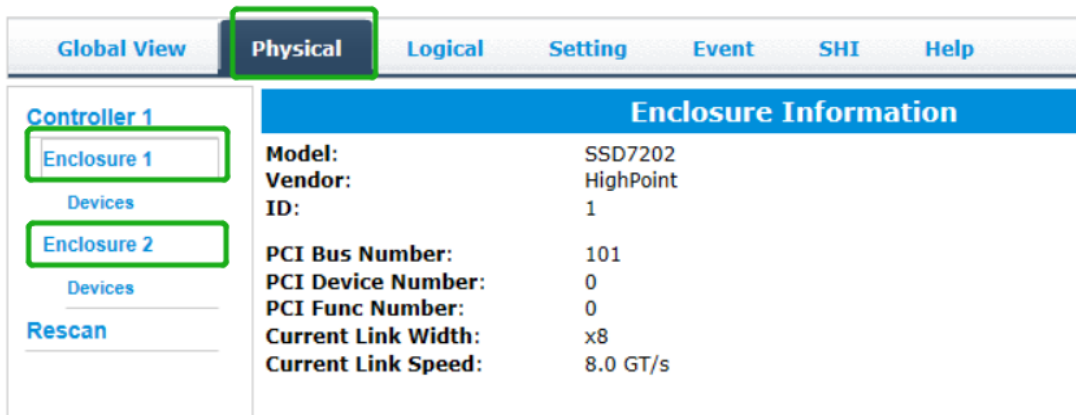 Global View Physical Logical Setting Event SHI Help
Controller 1
Enclosure 1
Devices
Enclosure 2
Devices
Rescan
Enclosure Information
Model: SSD7202
Vendor: HighPoint
ID: 1
PCI Bus Number: 101
PCI Device Number: 0
PCI Func Number: 0
Current Link Width: x8
Current Link Speed: 8.0 GT/s